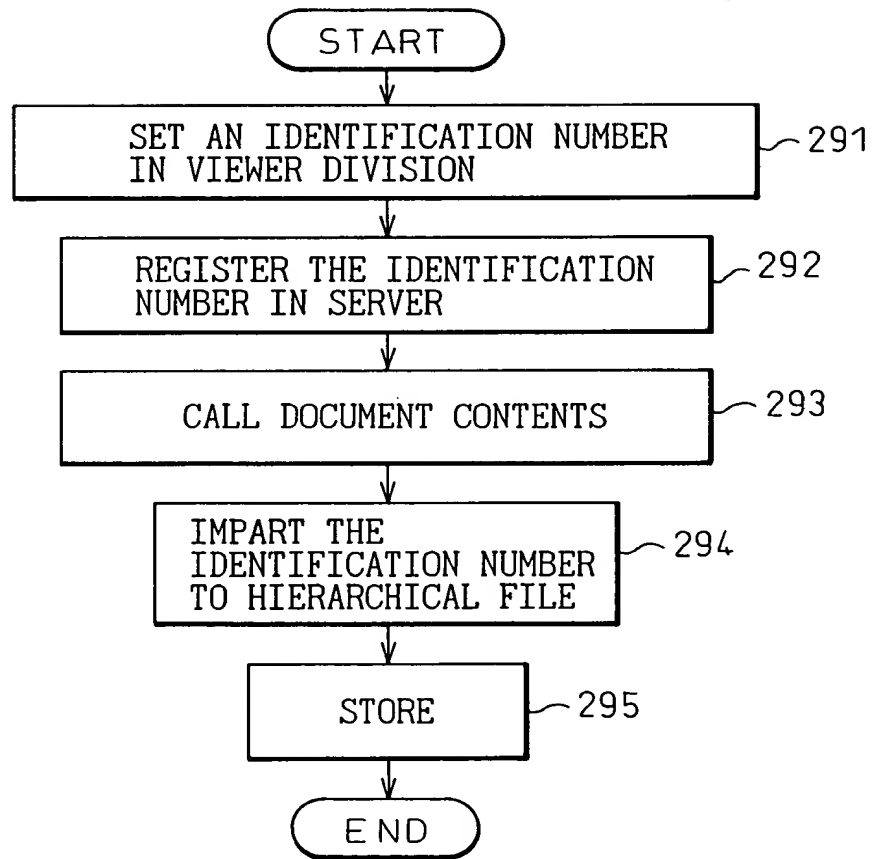 START
SET AN IDENTIFICATION NUMBER
IN VIEWER DIVISION
291
REGISTER THE IDENTIFICATION
NUMBER IN SERVER
292
CALL DOCUMENT CONTENTS
293
IMPART THE
IDENTIFICATION NUMBER
TO HIERARCHICAL FILE
294
STORE
295
END